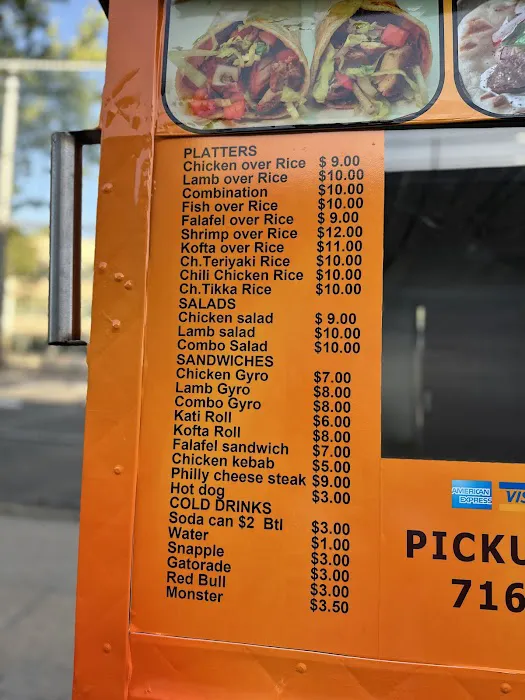 PLATTERS
Chicken over Rice $ 9.00
Lamb over Rice $10.00
Combination $10.00
Fish over Rice $10.00
Falafel over Rice $ 9.00
Shrimp over Rice $12.00
Kofta over Rice $11.00
Ch.Teriyaki Rice $10.00
Chili Chicken Rice $10.00
Ch.Tikka Rice $10.00
SALADS
Chicken salad $ 9.00
Lamb salad $10.00
Combo Salad $10.00
SANDWICHES
Chicken Gyro $7.00
Lamb Gyro $8.00
Combo Gyro $8.00
Kati Roll $6.00
Kofta Roll $8.00
Falafel sandwich $7.00
Chicken kebab $5.00
Philly cheese steak $9.00
Hot dog $3.00
COLD DRINKS
Soda can $2 Btl $3.00
Water $1.00
Snapple $3.00
Gatorade $3.00
Red Bull $3.00
Monster $3.50
AMERICAN EXPRESS
VIS
PICKU
716